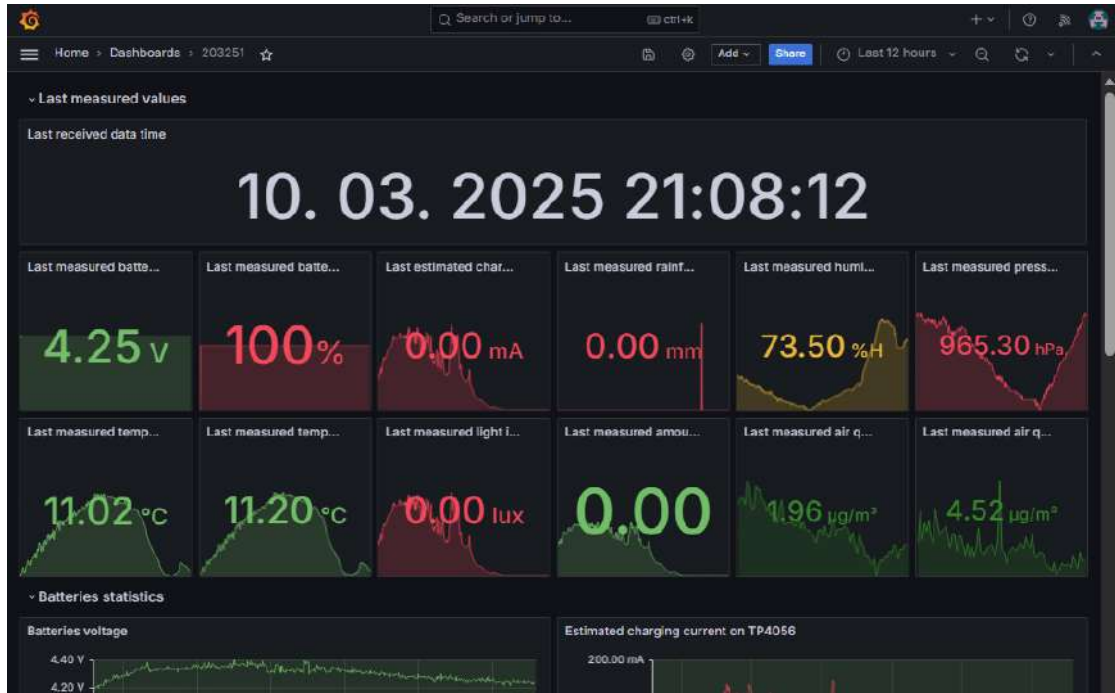 Search or jump to... ctrl+k
Home › Dashboards › 203251 Add Share Last 12 hours
Last measured values
Last received data time
10. 03. 2025 21:08:12
Last measured batte... Last measured batte... Last estimated char... Last measured rainf... Last measured humi... Last measured press...
4.25 V 100% 0.00 mA 0.00 mm 73.50 %H 965.30 hPa
Last measured temp... Last measured temp... Last measured light i... Last measured amou... Last measured air q... Last measured air q...
11.02 °C 11.20 °C 0.00 lux 0.00 1.96 µg/m³ 4.52 µg/m³
Batteries statistics
Batteries voltage Estimated charging current on TP4056
4.40 V 200.00 mA
4.20 V